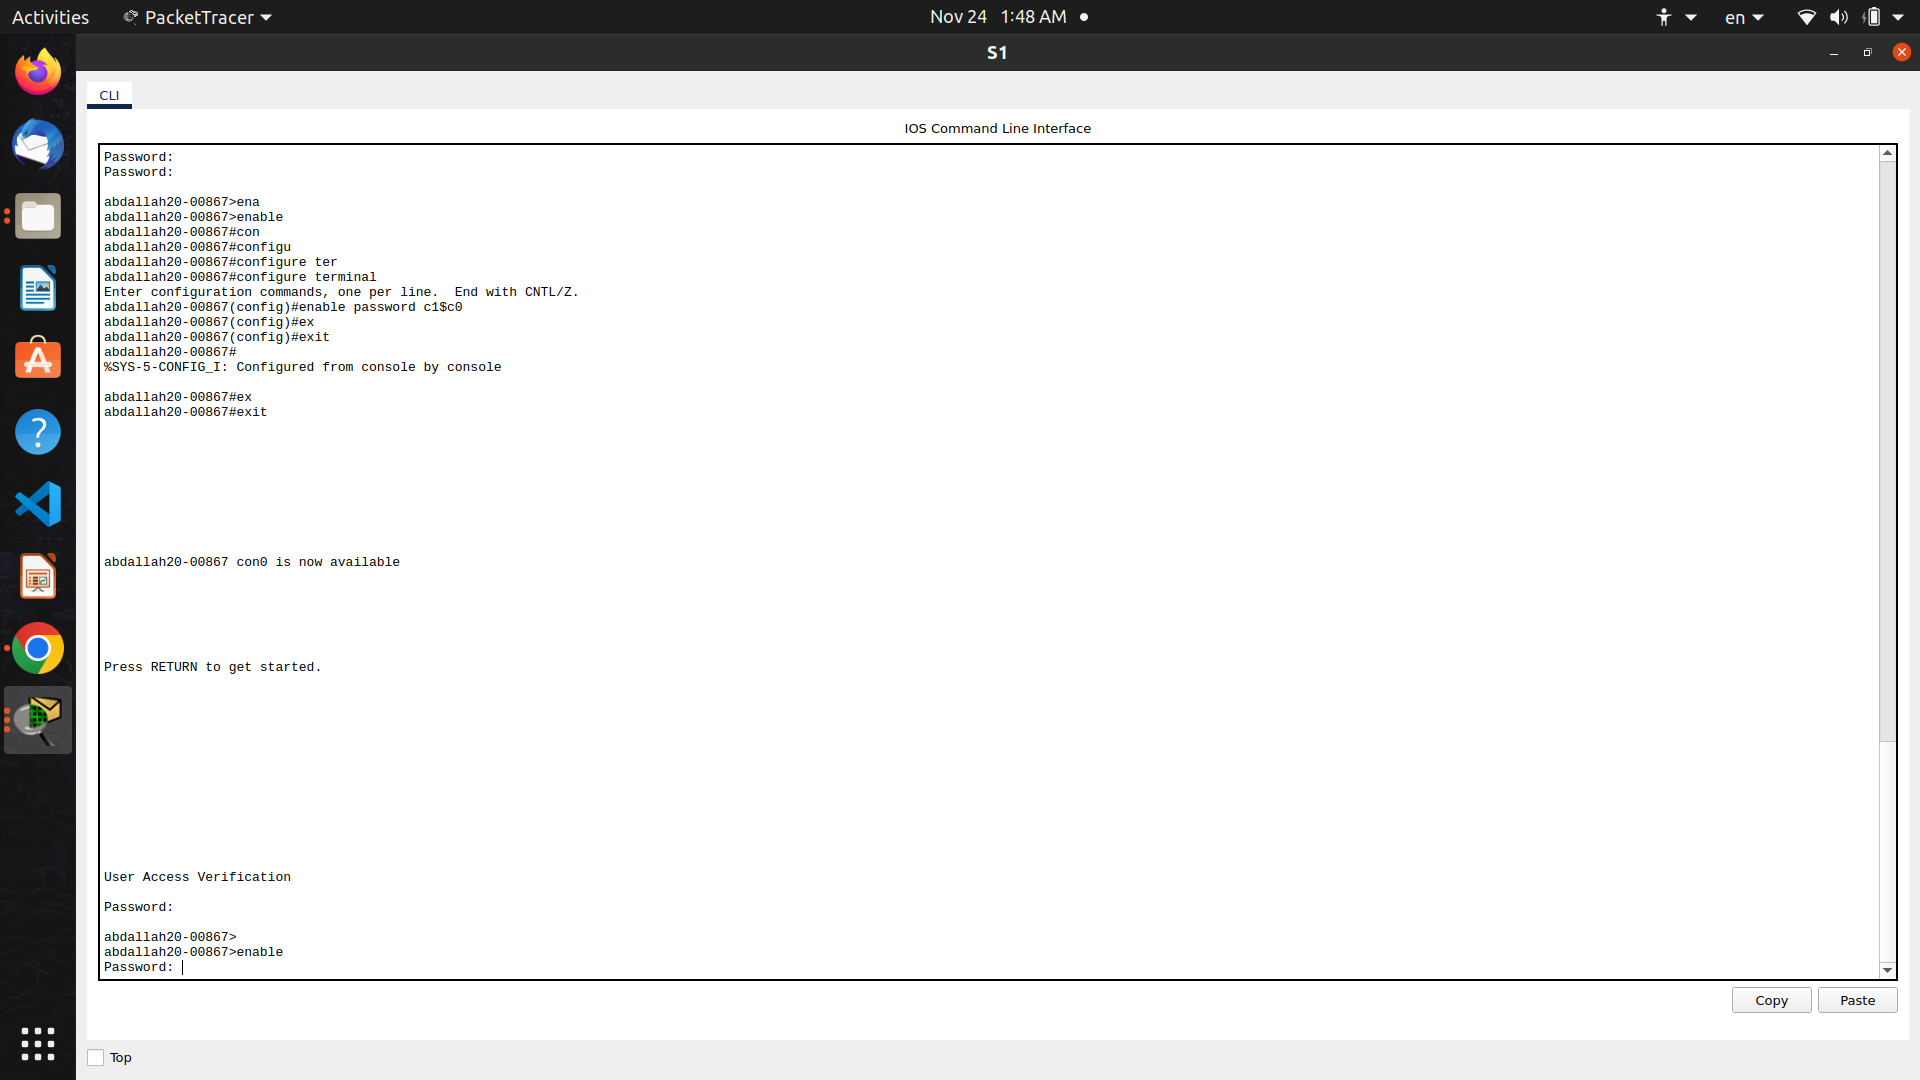 Activities
PacketTracer
Nov 24 1:48 AM
en
S1
CLI
IOS Command Line Interface
Password:
Password:
abdallah20-00867>ena
abdallah20-00867>enable
abdallah20-00867#con
abdallah20-00867#configu
abdallah20-00867#configure ter
abdallah20-00867#configure terminal
Enter configuration commands, one per line.  End with CNTL/Z.
abdallah20-00867(config)#enable password c1$c0
abdallah20-00867(config)#ex
abdallah20-00867(config)#exit
abdallah20-00867#
%SYS-5-CONFIG_I: Configured from console by console
abdallah20-00867#ex
abdallah20-00867#exit
abdallah20-00867 con0 is now available
Press RETURN to get started.
User Access Verification
Password:
abdallah20-00867>
abdallah20-00867>enable
Password:
Copy
Paste
Top